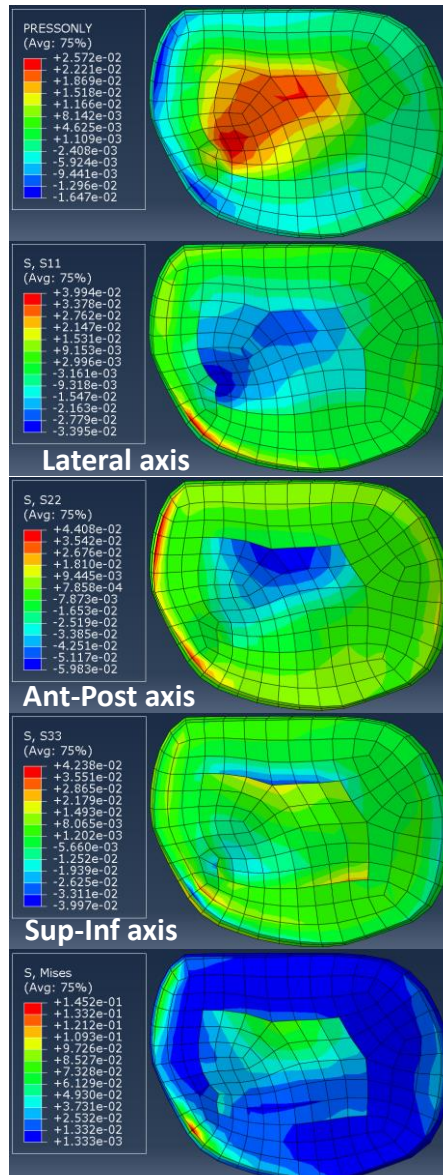 PRESSONLY
(Avg: 75%)
+2.572e-02
+2.221e-02
+1.869e-02
+1.518e-02
+1.166e-02
+8.142e-03
+4.625e-03
+1.109e-03
-2.408e-03
-5.924e-03
-9.441e-03
-1.296e-02
-1.647e-02
S, S11
(Avg: 75%)
+3.994e-02
+3.378e-02
+2.762e-02
+2.147e-02
+1.531e-02
+9.153e-03
+2.996e-03
-3.161e-03
-9.318e-03
-1.547e-02
-2.163e-02
-2.779e-02
-3.395e-02
Lateral axis
S, S22
(Avg: 75%)
+4.408e-02
+3.542e-02
+2.676e-02
+1.810e-02
+9.445e-03
+7.858e-04
-7.873e-03
-1.653e-02
-2.519e-02
-3.385e-02
-4.251e-02
-5.117e-02
-5.983e-02
Ant-Post axis
S, S33
(Avg: 75%)
+4.238e-02
+3.551e-02
+2.865e-02
+2.179e-02
+1.493e-02
+8.065e-03
+1.202e-03
-5.660e-03
-1.252e-02
-1.939e-02
-2.625e-02
-3.311e-02
-3.997e-02
Sup-Inf axis
S, Mises
(Avg: 75%)
+1.452e-01
+1.332e-01
+1.212e-01
+1.093e-01
+9.726e-02
+8.527e-02
+7.328e-02
+6.129e-02
+4.930e-02
+3.731e-02
+2.532e-02
+1.332e-02
+1.333e-03